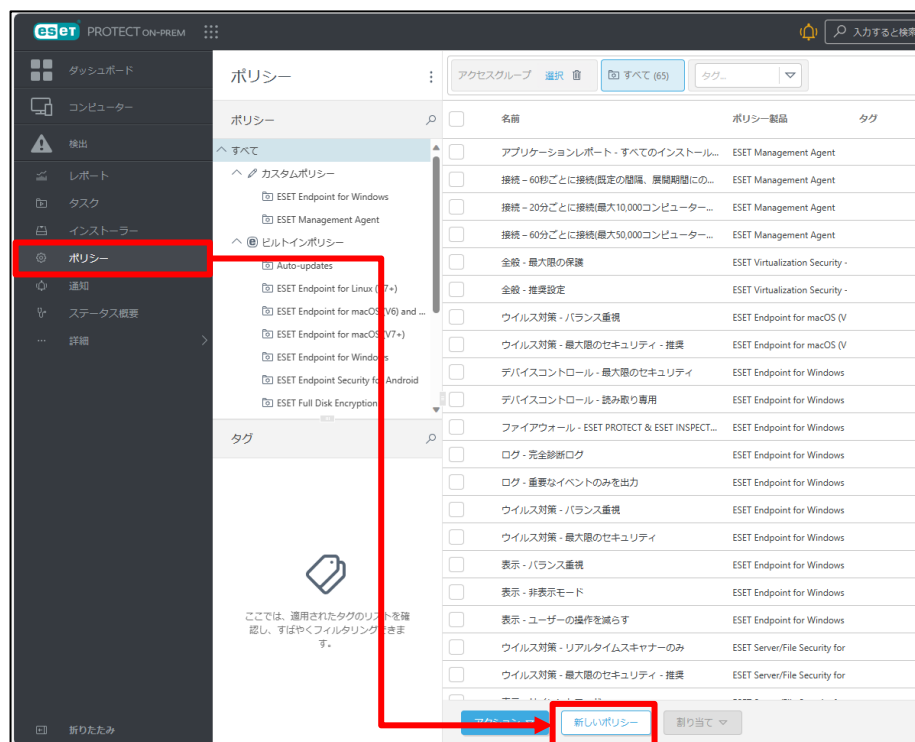 eseT PROTECT ON-PREM
入力すると検索
ダッシュボード
コンピューター
検出
レポート
タスク
インストーラー
ポリシー
通知
ステータス概要
詳細
折りたたみ
ポリシー
ポリシー
すべて
カスタムポリシー
ESET Endpoint for Windows
ESET Management Agent
ビルトインポリシー
Auto-updates
ESET Endpoint for Linux (V7+)
ESET Endpoint for macOS (V6) and ...
ESET Endpoint for macOS (V7+)
ESET Endpoint for Windows
ESET Endpoint Security for Android
ESET Full Disk Encryption
タグ
ここでは、適用されたタグのリストを確
認し、すばやくフィルタリングできま
す。
アクセスグループ 選択 すべて (65) タグ...
名前 ポリシー製品 タグ
アプリケーションレポート - すべてのインストール... ESET Management Agent
接続 – 60秒ごとに接続(既定の間隔、展開期間にの... ESET Management Agent
接続 – 20分ごとに接続(最大10,000コンピューター... ESET Management Agent
接続 – 60分ごとに接続(最大50,000コンピューター... ESET Management Agent
全般 - 最大限の保護 ESET Virtualization Security -
全般 - 推奨設定 ESET Virtualization Security -
ウイルス対策 - バランス重視 ESET Endpoint for macOS (V
ウイルス対策 - 最大限のセキュリティ - 推奨 ESET Endpoint for macOS (V
デバイスコントロール - 最大限のセキュリティ ESET Endpoint for Windows
デバイスコントロール - 読み取り専用 ESET Endpoint for Windows
ファイアウォール - ESET PROTECT & ESET INSPECT... ESET Endpoint for Windows
ログ - 完全診断ログ ESET Endpoint for Windows
ログ - 重要なイベントのみを出力 ESET Endpoint for Windows
ウイルス対策 - バランス重視 ESET Endpoint for Windows
ウイルス対策 - 最大限のセキュリティ ESET Endpoint for Windows
表示 - バランス重視 ESET Endpoint for Windows
表示 - 非表示モード ESET Endpoint for Windows
表示 - ユーザーの操作を減らす ESET Endpoint for Windows
ウイルス対策 - リアルタイムスキャナーのみ ESET Server/File Security for
ウイルス対策 - 最大限のセキュリティ - 推奨 ESET Server/File Security for
アクション 新しいポリシー 割り当て